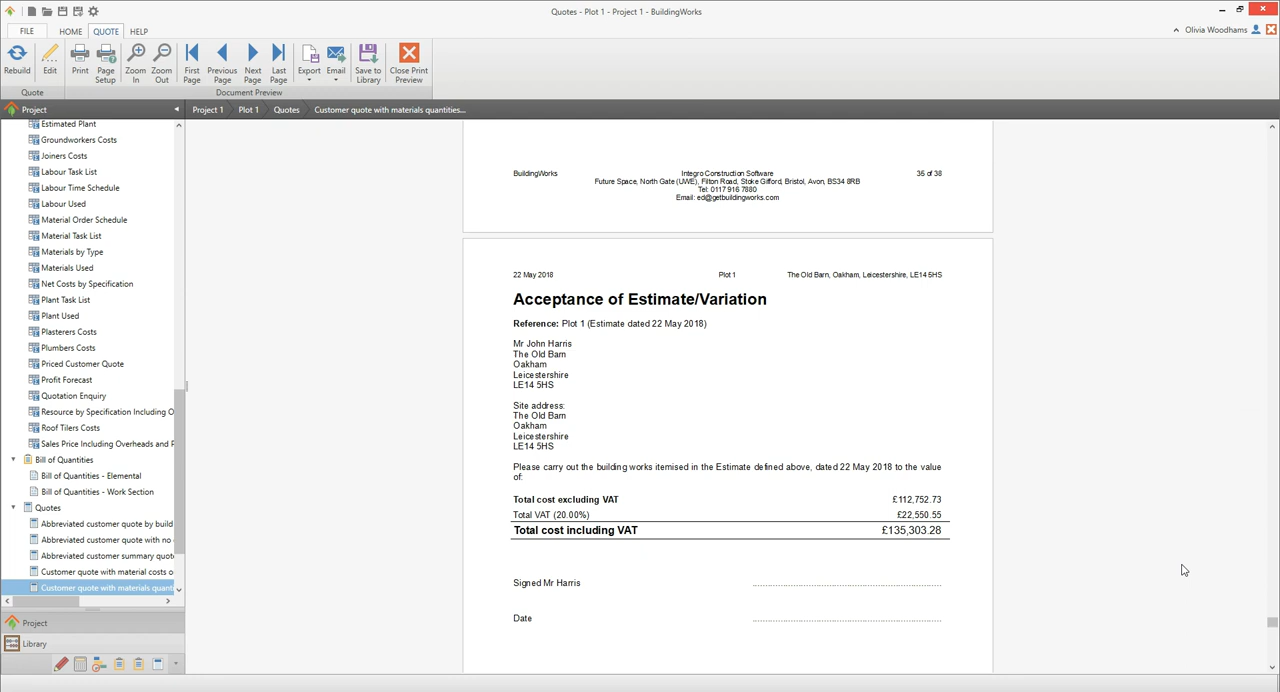 Quotes - Plot 1 - Project 1 - BuildingWorks
FILE HOME QUOTE HELP
Olivia Woodhams
Rebuild Edit Print Page Setup Zoom In Zoom Out First Page Previous Page Next Page Last Page Export Email Save to Library Close Print Preview
Quote Document Preview
Project Project 1 Plot 1 Quotes Customer quote with materials quantities...
Estimated Plant
Groundworkers Costs
Joiners Costs
Labour Task List
Labour Time Schedule
Labour Used
Material Order Schedule
Material Task List
Materials by Type
Materials Used
Net Costs by Specification
Plant Task List
Plant Used
Plasterers Costs
Plumbers Costs
Priced Customer Quote
Profit Forecast
Quotation Enquiry
Resource by Specification Including O
Roof Tilers Costs
Sales Price Including Overheads and P
Bill of Quantities
Bill of Quantities - Elemental
Bill of Quantities - Work Section
Quotes
Abbreviated customer quote by build
Abbreviated customer quote with no
Abbreviated customer summary quot
Customer quote with material costs o
Customer quote with materials quanti
Project
Library
BuildingWorks Integro Construction Software 35 of 38
Future Space, North Gate (UWE), Filton Road, Stoke Gifford, Bristol, Avon, BS34 8RB
Tel: 0117 916 7880
Email: ed@getbuildingworks.com
22 May 2018 Plot 1 The Old Barn, Oakham, Leicestershire, LE14 5HS
Acceptance of Estimate/Variation
Reference: Plot 1 (Estimate dated 22 May 2018)
Mr John Harris
The Old Barn
Oakham
Leicestershire
LE14 5HS
Site address:
The Old Barn
Oakham
Leicestershire
LE14 5HS
Please carry out the building works itemised in the Estimate defined above, dated 22 May 2018 to the value
of:
Total cost excluding VAT £112,752.73
Total VAT (20.00%) £22,550.55
Total cost including VAT £135,303.28
Signed Mr Harris
Date